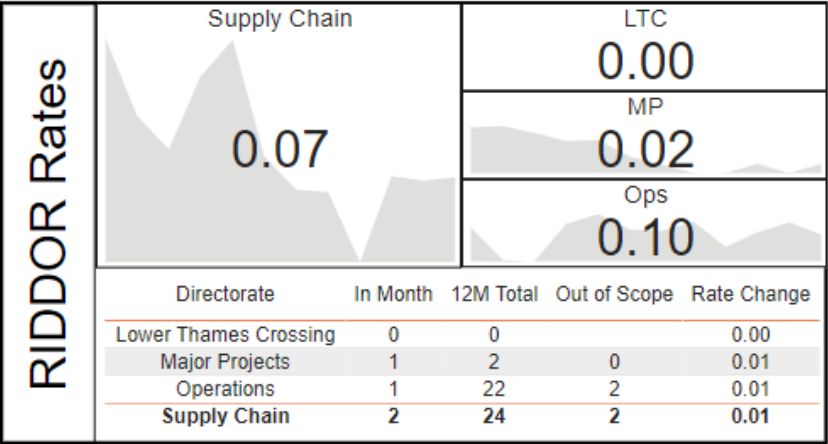 RIDDOR Rates
Supply Chain
0.07
LTC
0.00
MP
0.02
Ops
0.10
Directorate In Month 12M Total Out of Scope Rate Change
Lower Thames Crossing 0 0 0.00
Major Projects 1 2 0 0.01
Operations 1 22 2 0.01
Supply Chain 2 24 2 0.01